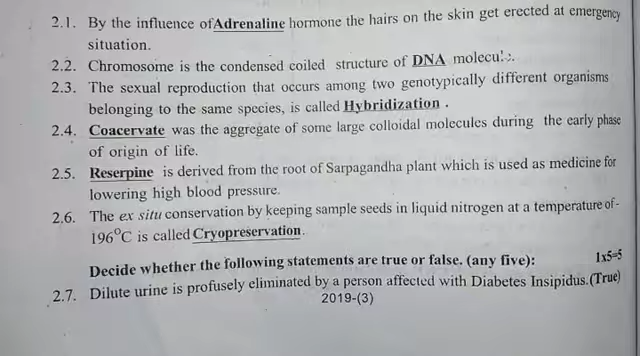 2.1. By the influence of Adrenaline hormone the hairs on the skin get erected at emergency
situation.
2.2. Chromosome is the condensed coiled structure of DNA molecule.
2.3. The sexual reproduction that occurs among two genotypically different organisms
belonging to the same species, is called Hybridization .
2.4. Coacervate was the aggregate of some large colloidal molecules during the early phase
of origin of life.
2.5. Reserpine is derived from the root of Sarpagandha plant which is used as medicine for
lowering high blood pressure.
2.6. The ex situ conservation by keeping sample seeds in liquid nitrogen at a temperature of -
196°C is called Cryopreservation.
Decide whether the following statements are true or false. (any five): 1x5=5
2.7. Dilute urine is profusely eliminated by a person affected with Diabetes Insipidus.(True)
2019-(3)